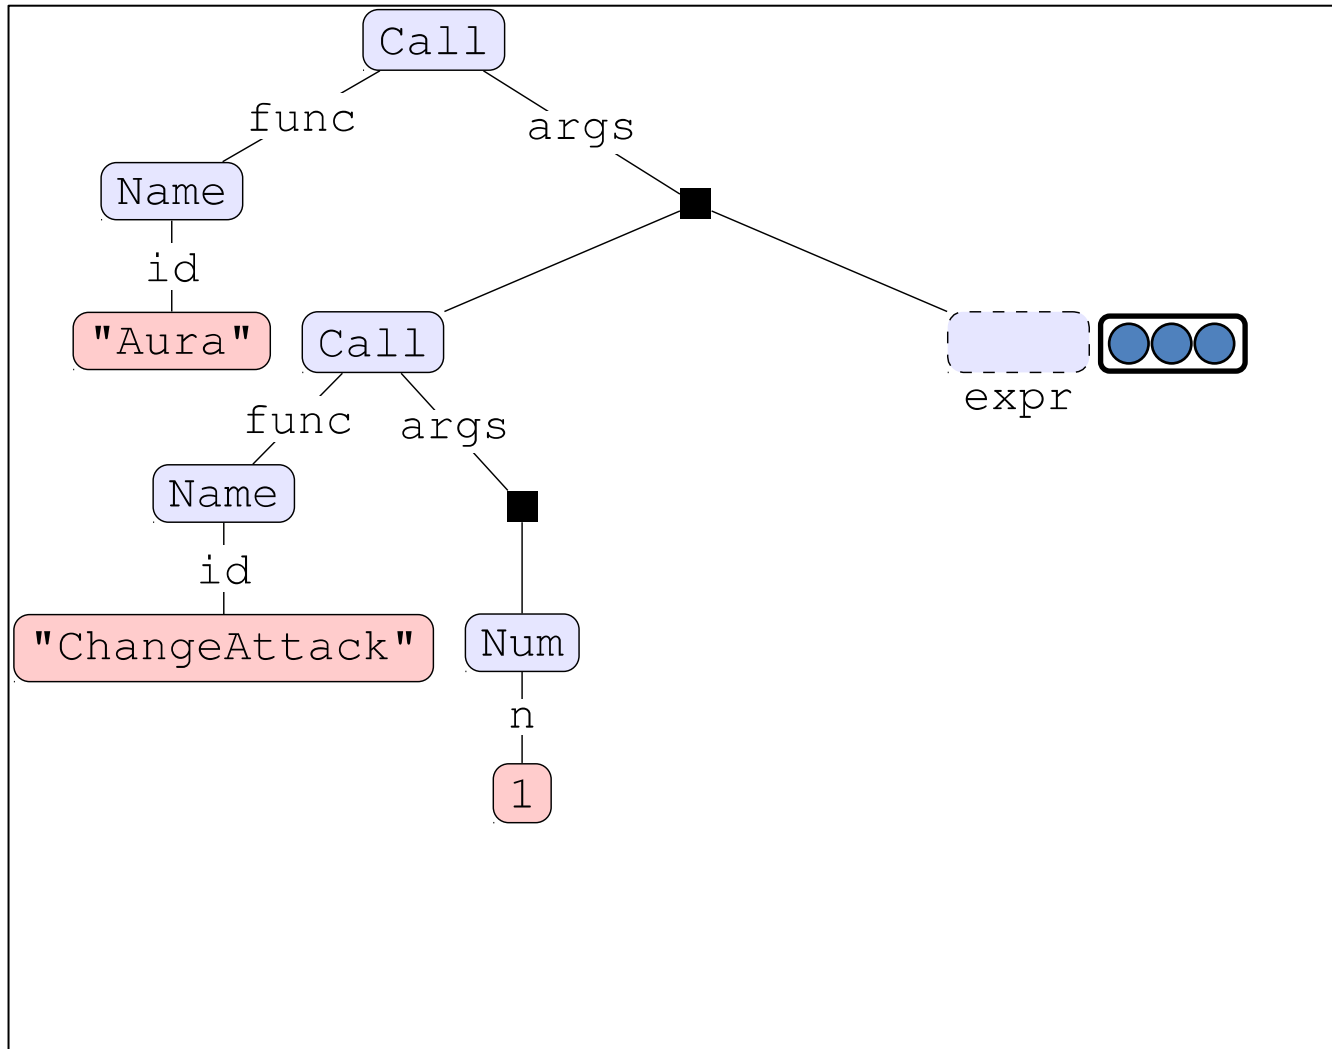 Call
func
args
Name
id
"Aura"
Call
expr
func
args
Name
id
"ChangeAttack"
Num
n
1